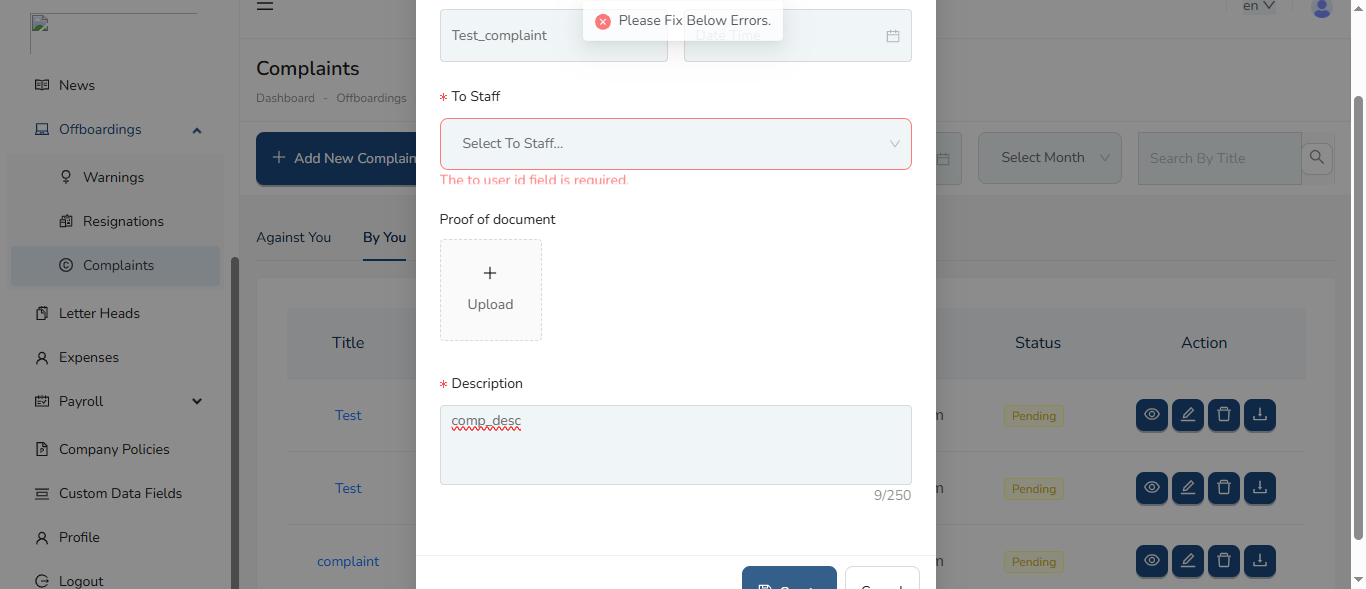 en
Please Fix Below Errors.
Test_complaint
Date Time
News
Complaints
Dashboard - Offboardings
To Staff
Offboardings
Add New Complain
Select To Staff...
Select Month
Search By Title
Warnings
The to user id field is required.
Resignations
Proof of document
Against You
By You
Complaints
Upload
Letter Heads
Title
Status
Action
Expenses
Description
Payroll
Test
comp_desc
Pending
Company Policies
Custom Data Fields
Test
Pending
9/250
Profile
complaint
Pending
Logout